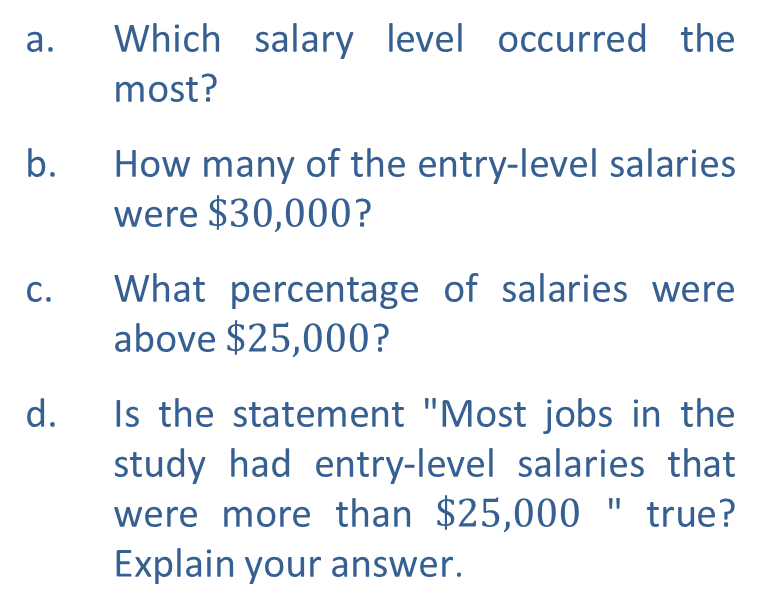 a. Which salary level occurred the
most?
b. How many of the entry-level salaries
were $30,000?
c. What percentage of salaries were
above $25,000?
d. Is the statement "Most jobs in the
study had entry-level salaries that
were more than $25,000 " true?
Explain your answer.